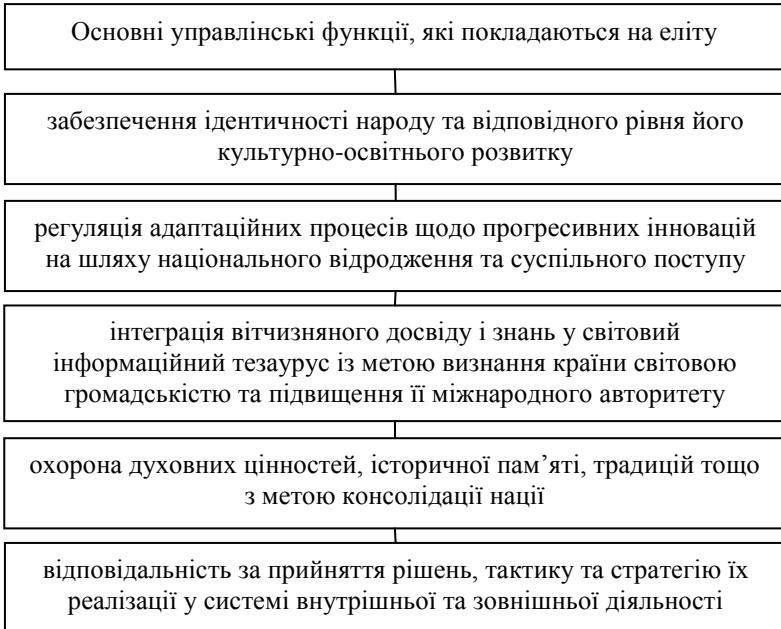 Основні управлінські функції, які покладаються на еліту
забезпечення ідентичності народу та відповідного рівня його
культурно-освітнього розвитку
регуляція адаптаційних процесів щодо прогресивних інновацій
на шляху національного відродження та суспільного поступу
інтеграція вітчизняного досвіду і знань у світовий
інформаційний тезаурус із метою визнання країни світовою
громадськістю та підвищення її міжнародного авторитету
охорона духовних цінностей, історичної пам’яті, традицій тощо
з метою консолідації нації
відповідальність за прийняття рішень, тактику та стратегію їх
реалізації у системі внутрішньої та зовнішньої діяльності